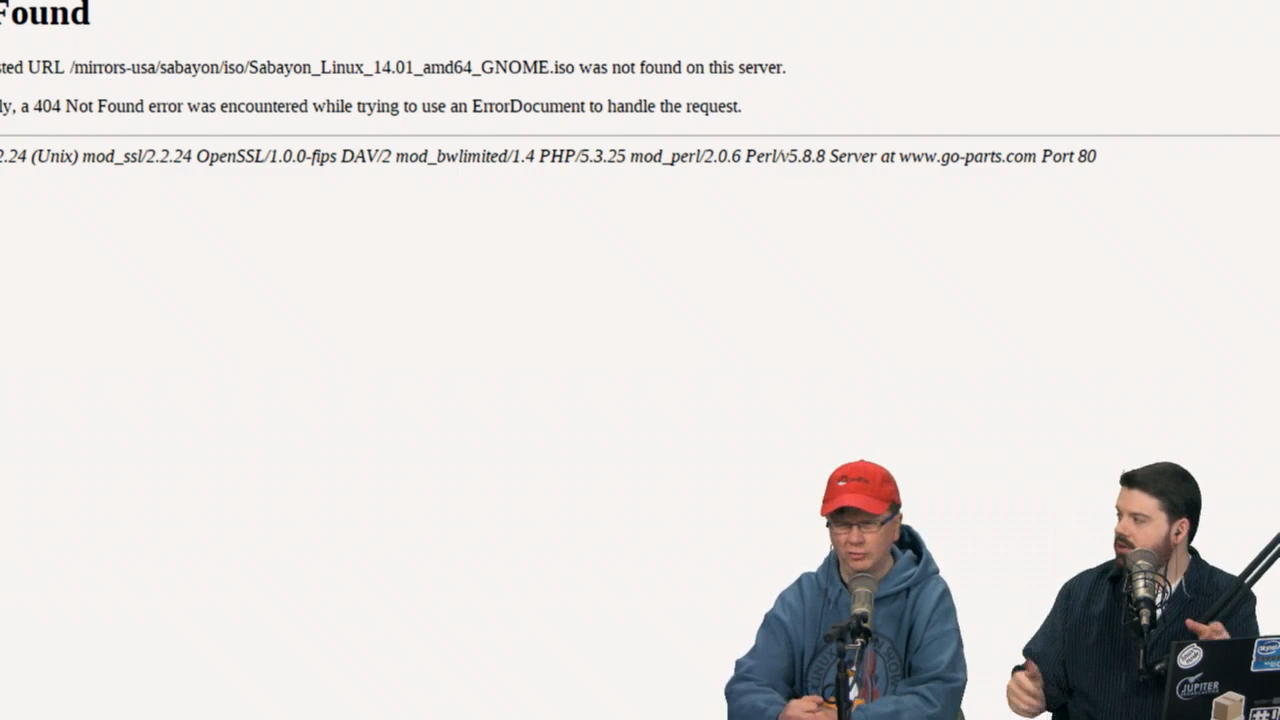 Found
sted URL /mirrors-usa/sabayon/iso/Sabayon_Linux_14.01_amd64_GNOME.iso was not found on this server.
ly, a 404 Not Found error was encountered while trying to use an ErrorDocument to handle the request.
2.24 (Unix) mod_ssl/2.2.24 OpenSSL/1.0.0-fips DAV/2 mod_bwlimited/1.4 PHP/5.3.25 mod_perl/2.0.6 Perl/v5.8.8 Server at www.go-parts.com Port 80
LINUX
JUPITER